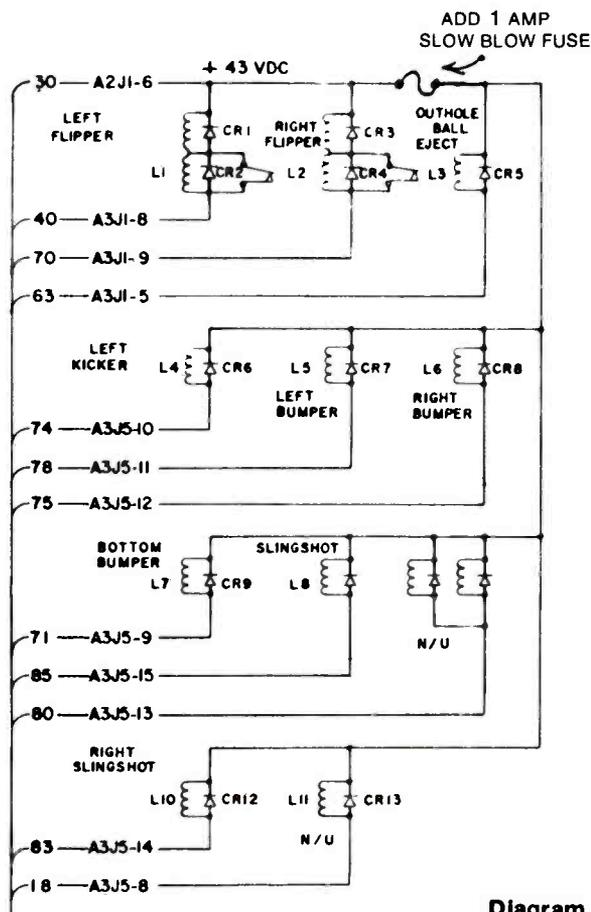 ADD 1 AMP
SLOW BLOW FUSE
30 A2J1-6
+ 43 VDC
LEFT
FLIPPER
CR1
RIGHT
FLIPPER
CR3
OUTHOLE
BALL
EJECT
L1
CR2
L2
CR4
L3
CR5
40 A3J1-8
70 A3J1-9
63 A3J1-5
LEFT
KICKER
L4
CR6
L5
CR7
L6
CR8
LEFT
BUMPER
RIGHT
BUMPER
74 A3J5-10
78 A3J5-11
75 A3J5-12
BOTTOM
BUMPER
SLINGSHOT
L7
CR9
L8
N/U
71 A3J5-9
85 A3J5-15
80 A3J5-13
RIGHT
SLINGSHOT
L10
CR12
L11
CR13
N/U
83 A3J5-14
18 A3J5-8
Diagram